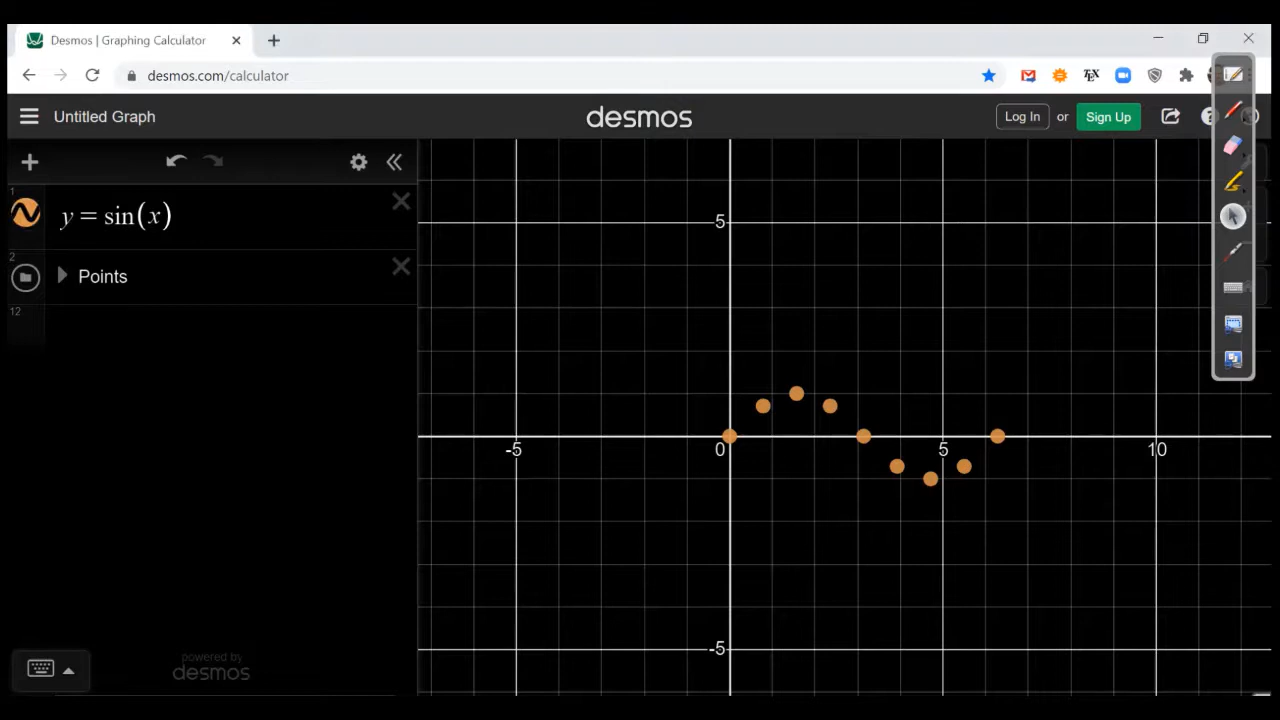 Desmos | Graphing Calculator
desmos.com/calculator
TEX
Untitled Graph
desmos
Log In or Sign Up
?
1
y = sin(x)
2
Points
12
5
-5 0 5 10
-5
powered by
desmos